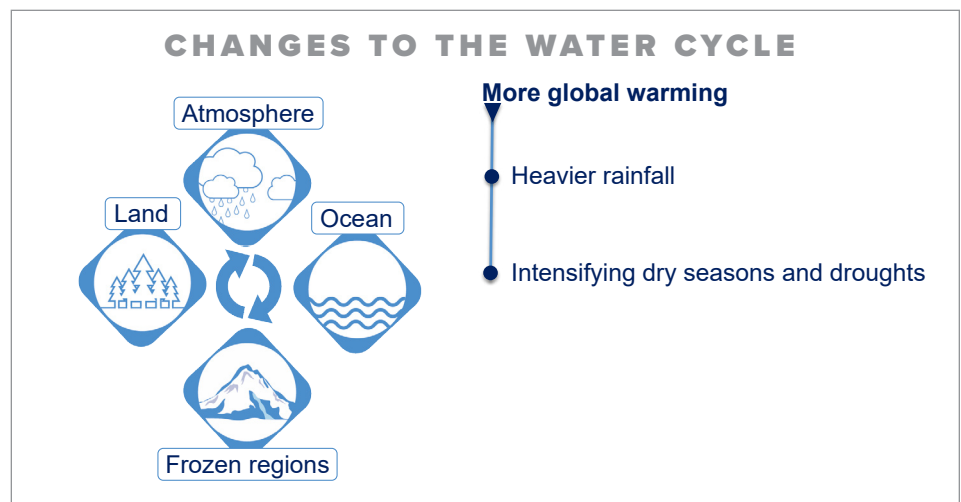 CHANGES TO THE WATER CYCLE
Atmosphere
Land
Ocean
Frozen regions
More global warming
Heavier rainfall
Intensifying dry seasons and droughts